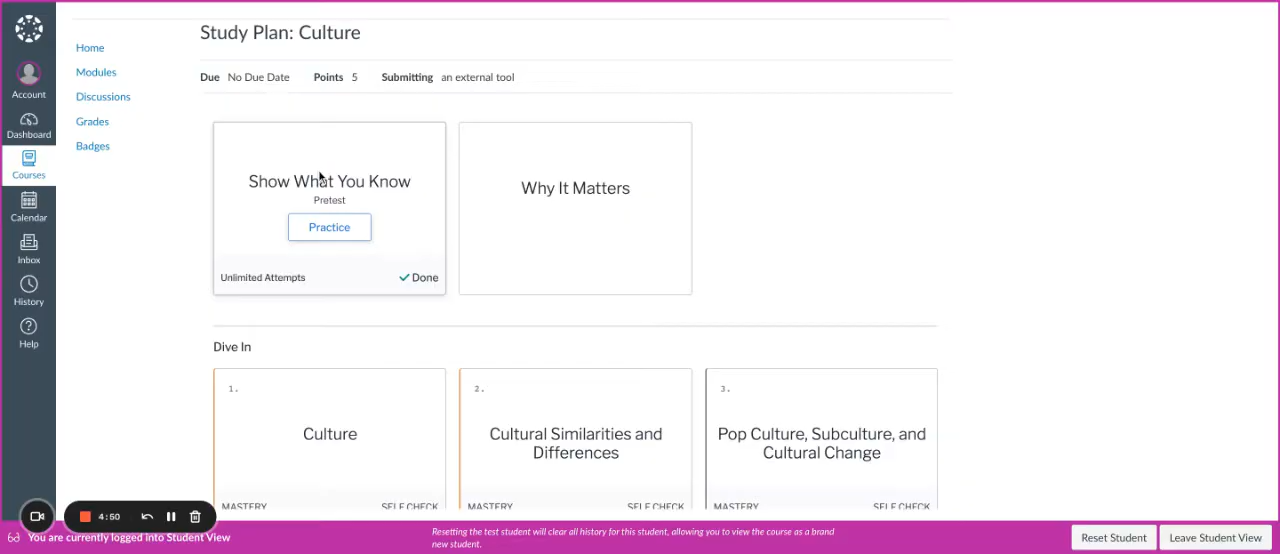 Study Plan: Culture
Home
Due No Due Date Points 5 Submitting an external tool
Modules
Account
Discussions
Dashboard
Grades
Badges
Courses
Show What You Know
Pretest
Practice
Unlimited Attempts
Done
Why It Matters
Calendar
Inbox
History
Help
Dive In
1.
Culture
MASTERY
SELF CHECK
2.
Cultural Similarities and
Differences
MASTERY
SELF CHECK
3.
Pop Culture, Subculture, and
Cultural Change
MASTERY
SELF CHECK
4:50
You are currently logged into Student View
Resetting the test student will clear all history for this student, allowing you to view the course as a brand
new student.
Reset Student
Leave Student View